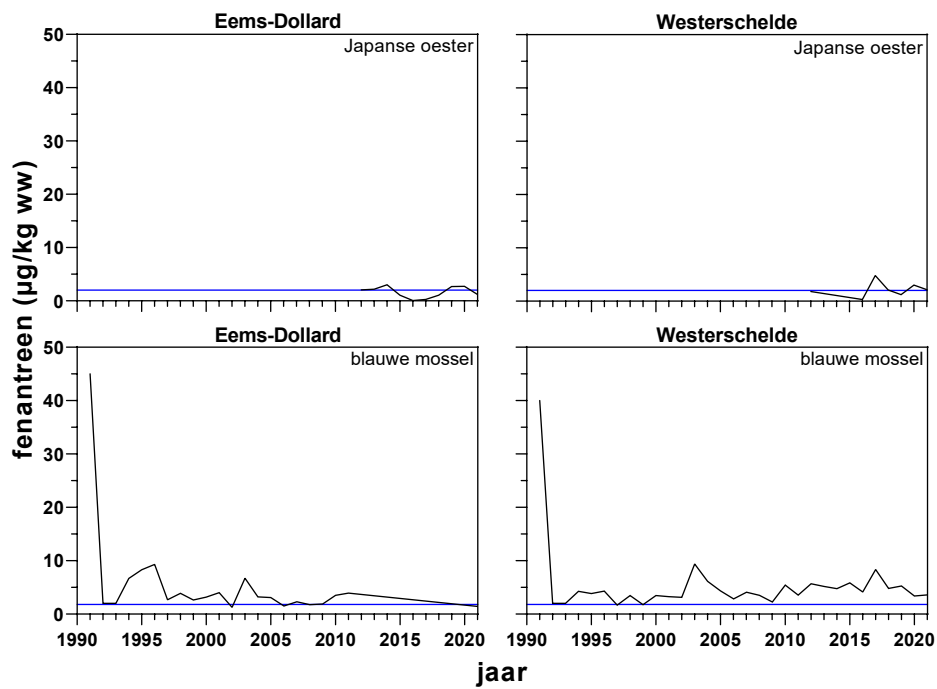 Eems-Dollard
Westerschelde
Japanse oester
Japanse oester
50
40
30
20
10
0
fenantreen (µg/kg ww)
Eems-Dollard
Westerschelde
blauwe mossel
blauwe mossel
50
40
30
20
10
0
1990 1995 2000 2005 2010 2015 2020
1990 1995 2000 2005 2010 2015 2020
jaar